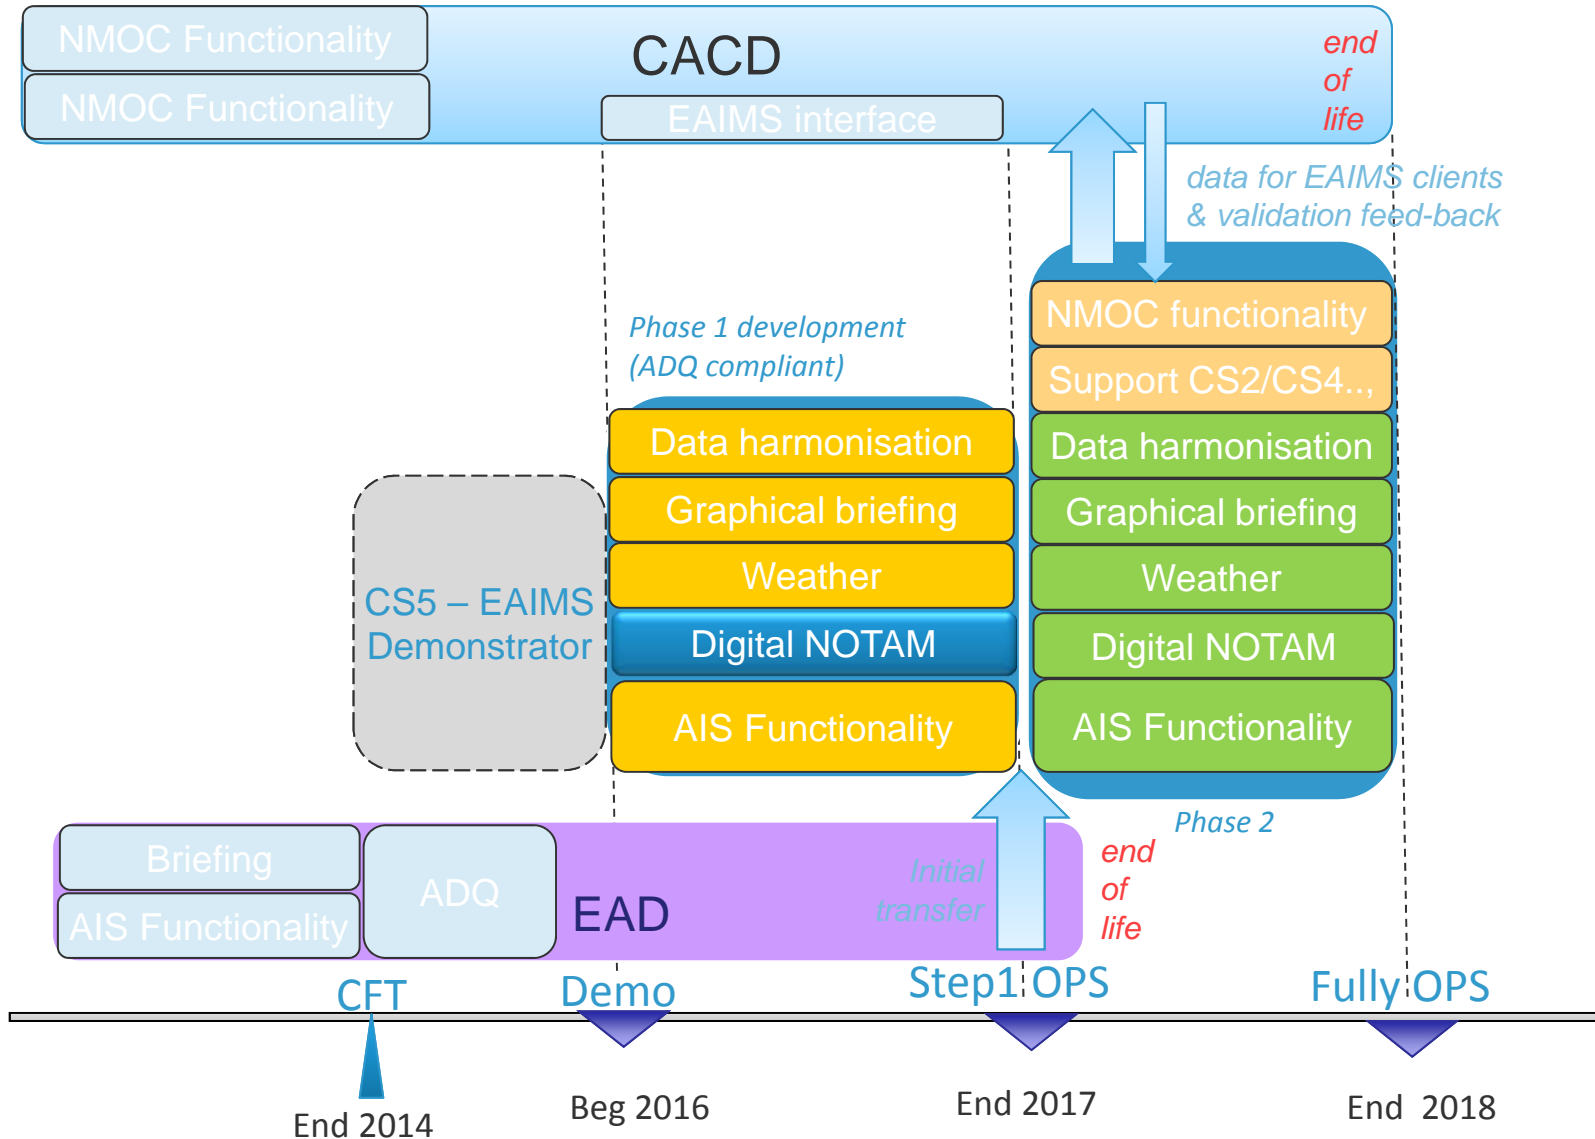 NMOC Functionality
NMOC Functionality
CACD
EAIMS interface
end
of
life
data for EAIMS clients
& validation feed-back
Phase 1 development
(ADQ compliant)
Data harmonisation
Graphical briefing
Weather
Digital NOTAM
AIS Functionality
CS5 – EAIMS
Demonstrator
NMOC functionality
Support CS2/CS4..,
Data harmonisation
Graphical briefing
Weather
Digital NOTAM
AIS Functionality
Phase 2
Briefing
AIS Functionality
ADQ
EAD
Initial
transfer
end
of
life
CFT
Demo
Step1 OPS
Fully OPS
End 2014
Beg 2016
End 2017
End  2018